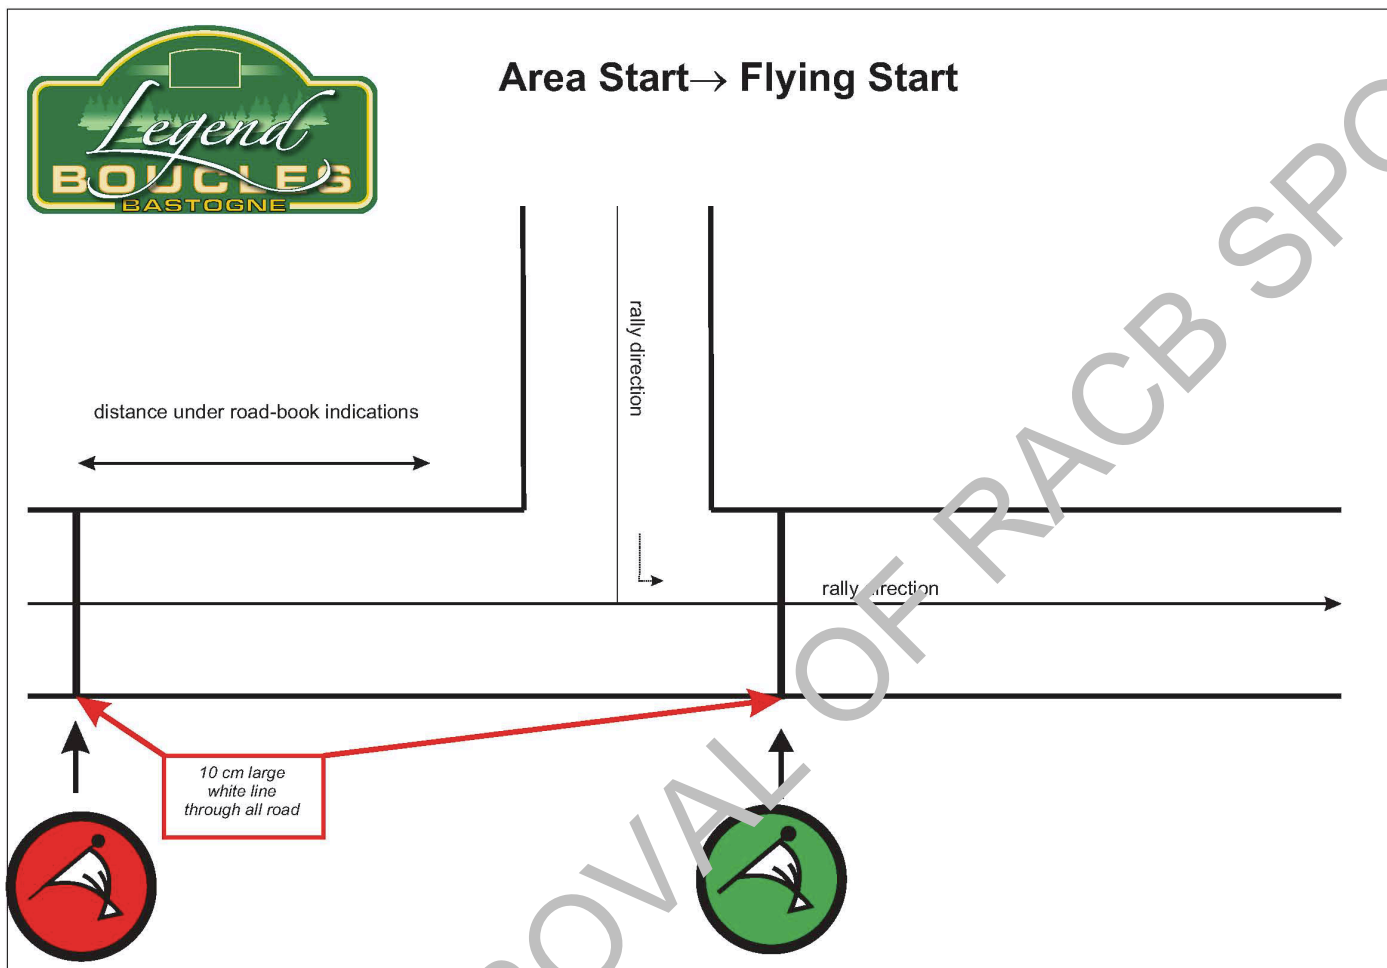 Legend
BOUCLES
BASTOGNE
Area Start→ Flying Start
rally direction
distance under road-book indications
rally direction
10 cm large
white line
through all road
OF RACB